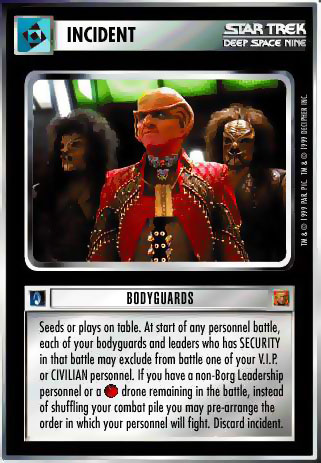 INCIDENT
STAR TREK
DEEP SPACE NINE
TM & © 1999 PAR. PIC. TM & © 1999 DECIPHER INC.
BODYGUARDS
Seeds or plays on table. At start of any personnel battle,
each of your bodyguards and leaders who has SECURITY
in that battle may exclude from battle one of your V.I.P.
or CIVILIAN personnel. If you have a non-Borg Leadership
personnel or a drone remaining in the battle, instead
of shuffling your combat pile you may pre-arrange the
order in which your personnel will fight. Discard incident.